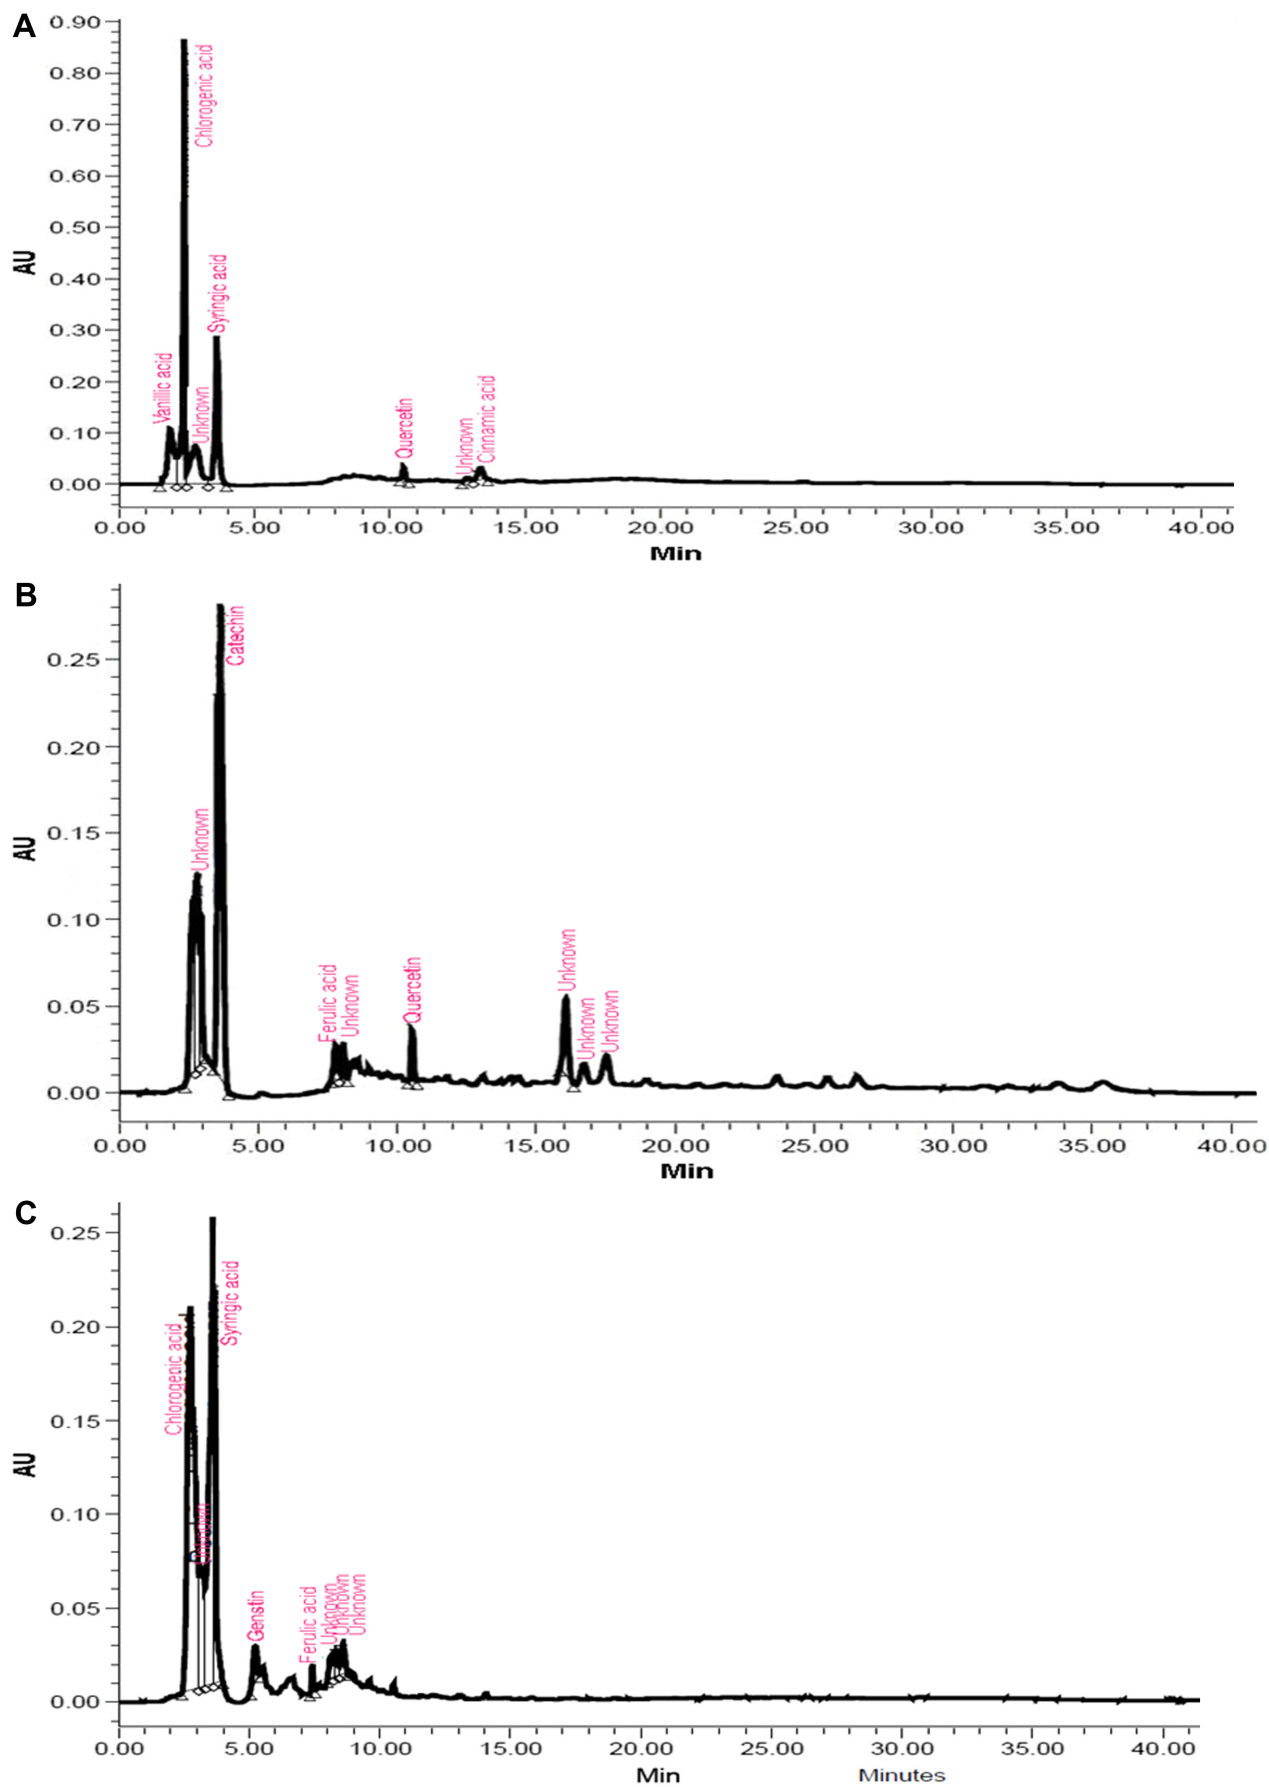 A
0.90
0.80
0.70
0.60
0.50
0.40
0.30
0.20
0.10
0.00
AU
Vanillic acid
Chlorogenic acid
Unknown
Syringic acid
Quercetin
Unknown
Cinnamic acid
0.00 5.00 10.00 15.00 20.00 25.00 30.00 35.00 40.00
Min
B
0.25
0.20
0.15
0.10
0.05
0.00
AU
Unknown
Catechin
Ferulic acid
Unknown
Quercetin
Unknown
Unknown
Unknown
0.00 5.00 10.00 15.00 20.00 25.00 30.00 35.00 40.00
Min
C
0.25
0.20
0.15
0.10
0.05
0.00
AU
Chlorogenic acid
Unknown
Syringic acid
Genstin
Ferulic acid
Unknown
Unknown
Unknown
0.00 5.00 10.00 15.00 20.00 25.00 30.00 35.00 40.00
Min Minutes